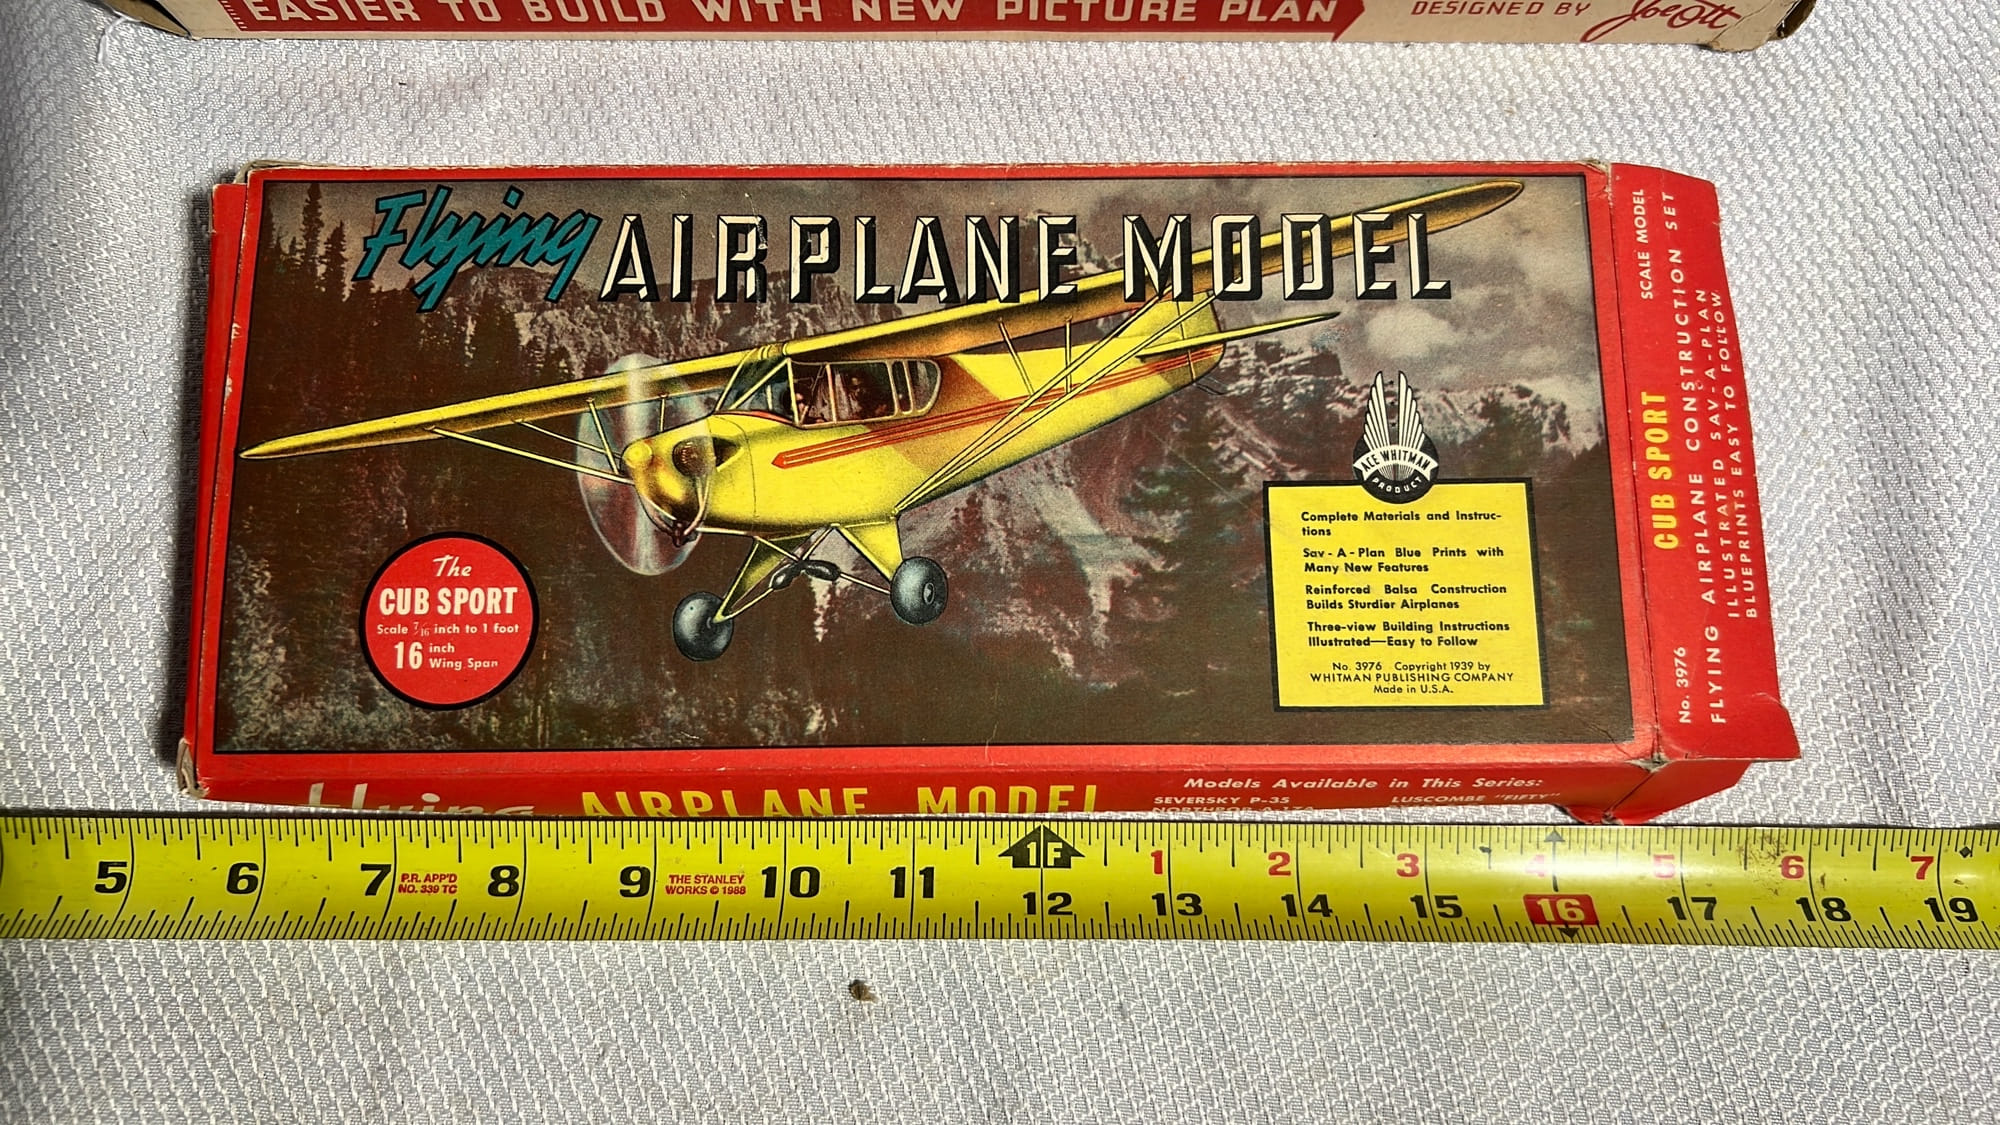 EASIER TO BUILD WITH NEW PICTURE PLAN
DESIGNED BY Joe Ott
Flying AIRPLANE MODEL
ACE WHITMAN
PRODUCT
Complete Materials and Instruc-
tions
Sav-A-Plan Blue Prints with
Many New Features
Reinforced Balsa Construction
Builds Sturdier Airplanes
Three-view Building Instructions
Illustrated—Easy to Follow
No. 3976 Copyright 1939 by
WHITMAN PUBLISHING COMPANY
Made in U.S.A.
The
CUB SPORT
Scale 7/16 inch to 1 foot
16 inch
Wing Span
SCALE MODEL
CUB SPORT
No. 3976
FLYING AIRPLANE CONSTRUCTION SET
ILLUSTRATED SAV-A-PLAN
BLUEPRINTS EASY TO FOLLOW
Flying AIRPLANE MODEL
Models Available in This Series:
SEVERSKY P-35 LUSCOMBE "FIFTY"
NORTHROP A-17A
1F 1 2 3 4 5 6 7
5 6 7 8 9 10 11 12 13 14 15 16 17 18 19
P.R. APP'D
NO. 339 TC
THE STANLEY
WORKS © 1988